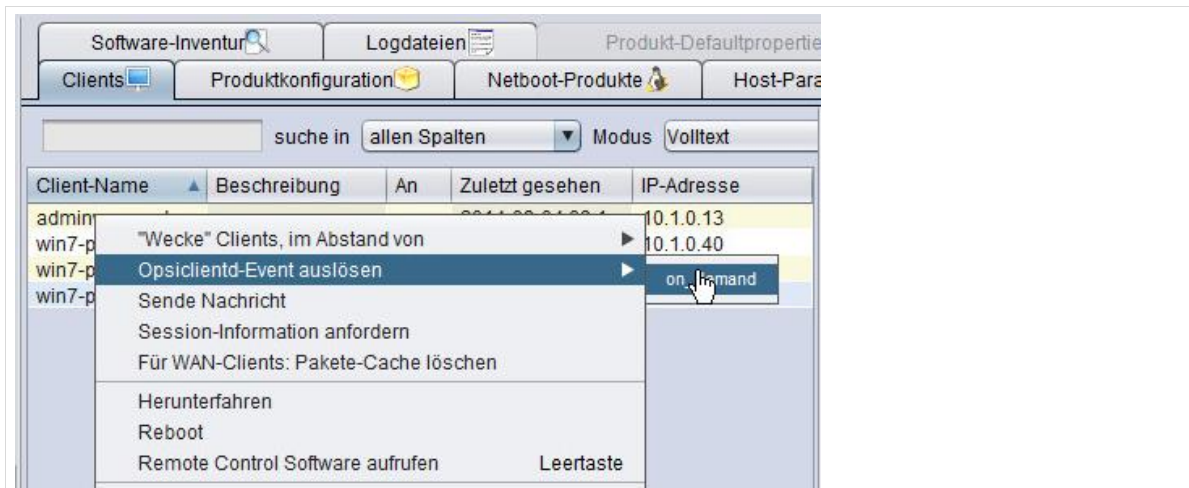 Software-Inventur Logdateien Produkt-Defaultpropertie
Clients Produktkonfiguration Netboot-Produkte Host-Para
suche in allen Spalten Modus Volltext
Client-Name Beschreibung An Zuletzt gesehen IP-Adresse
10.1.0.13
win7-p "Wecke" Clients, im Abstand von 10.1.0.40
win7-p Opsiclientd-Event auslösen
win7-p Sende Nachricht
Session-Information anfordern
Für WAN-Clients: Pakete-Cache löschen
Herunterfahren
Reboot
Remote Control Software aufrufen Leertaste